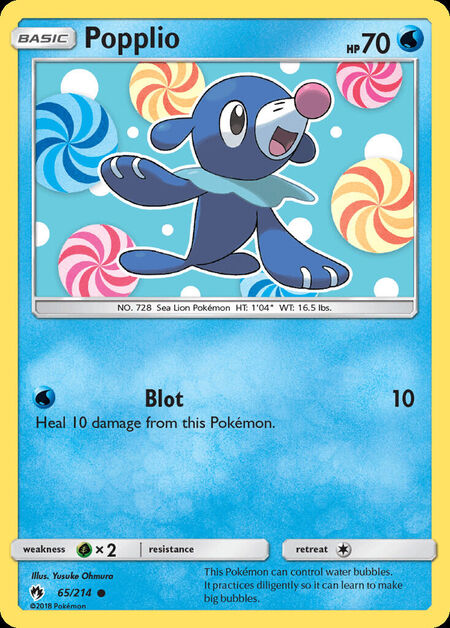 BASIC Popplio HP 70
NO. 728 Sea Lion Pokémon HT: 1'04" WT: 16.5 lbs.
Blot 10
Heal 10 damage from this Pokémon.
weakness ×2 resistance retreat
Illus. Yusuke Ohmura
65/214
©2018 Pokémon
This Pokémon can control water bubbles.
It practices diligently so it can learn to make
big bubbles.